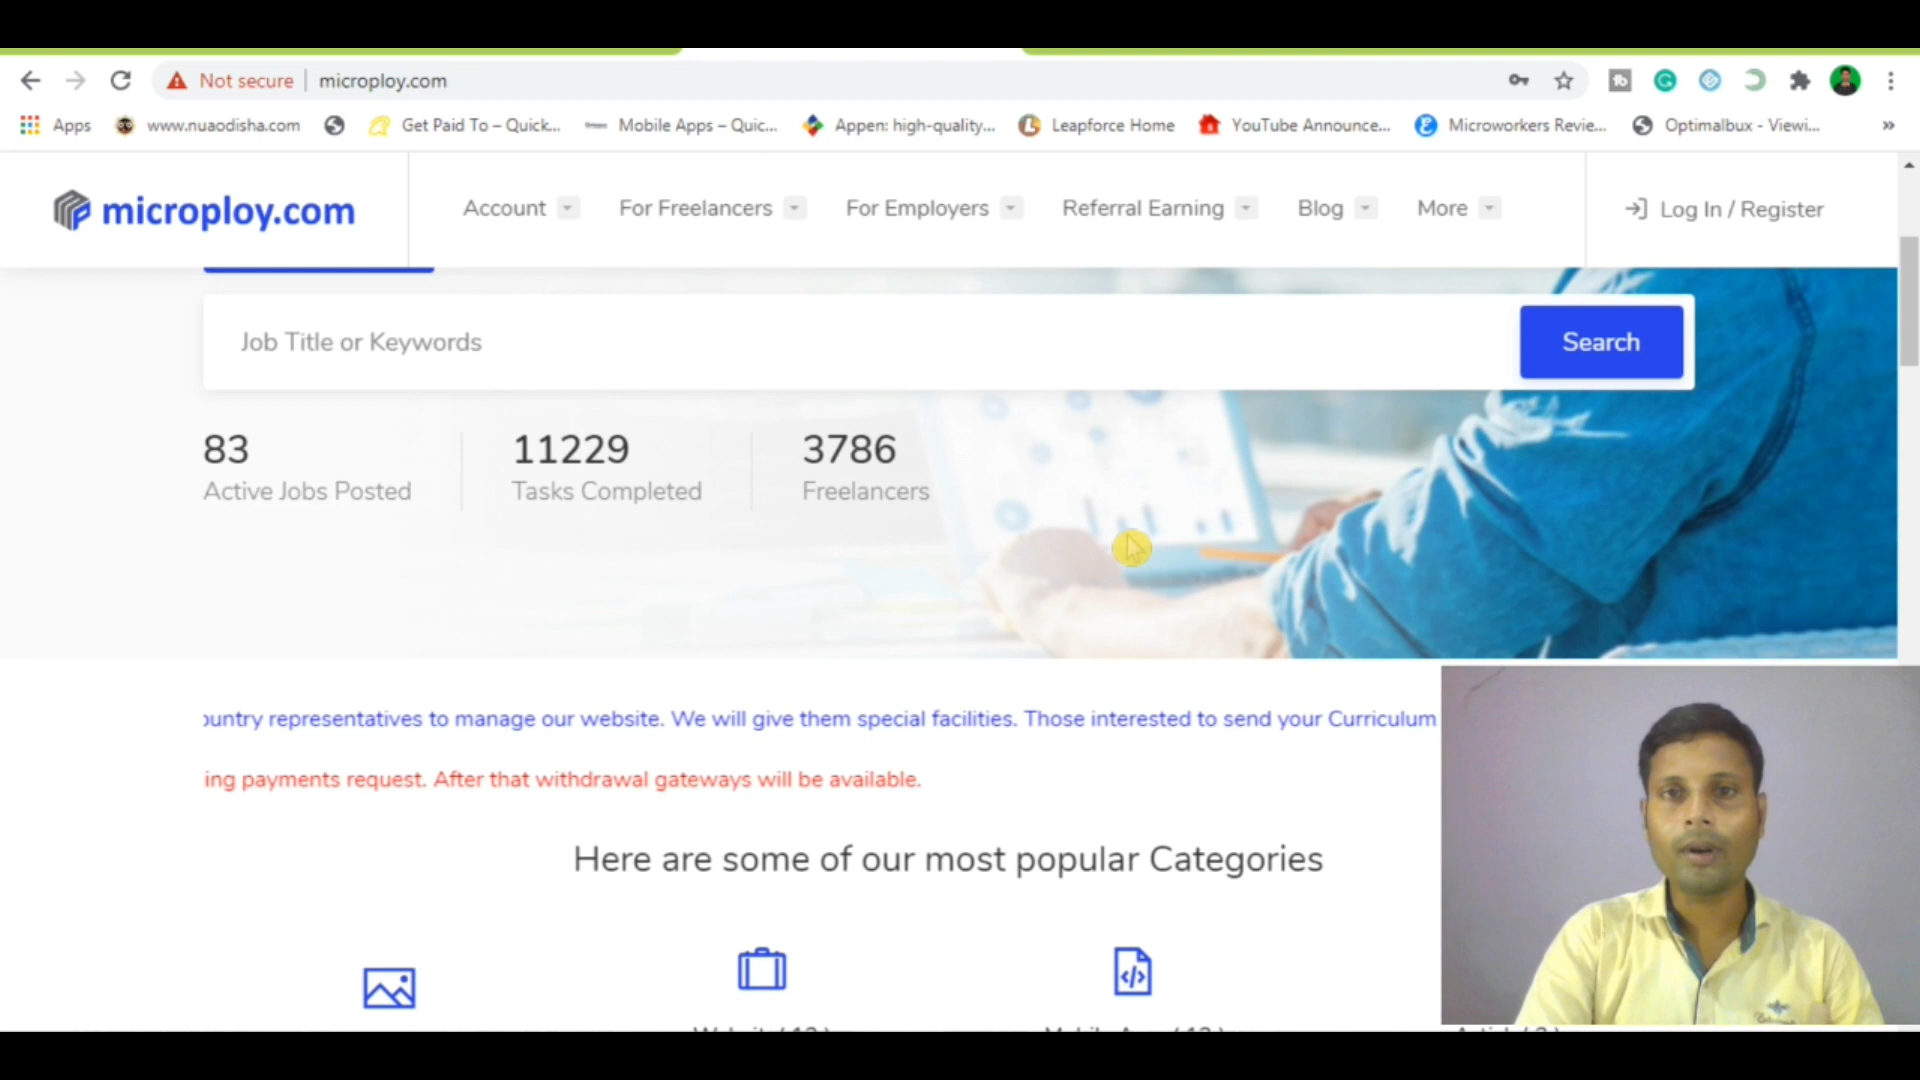 Not secure microploy.com
Apps www.nuaodisha.com Get Paid To – Quick... Mobile Apps – Quic... Appen: high-quality... Leapforce Home YouTube Announce... Microworkers Revie... Optimalbux - Viewi... »
microploy.com Account For Freelancers For Employers Referral Earning Blog More Log In / Register
Job Title or Keywords Search
83 11229 3786
Active Jobs Posted Tasks Completed Freelancers
ountry representatives to manage our website. We will give them special facilities. Those interested to send your Curriculum
ing payments request. After that withdrawal gateways will be available.
Here are some of our most popular Categories